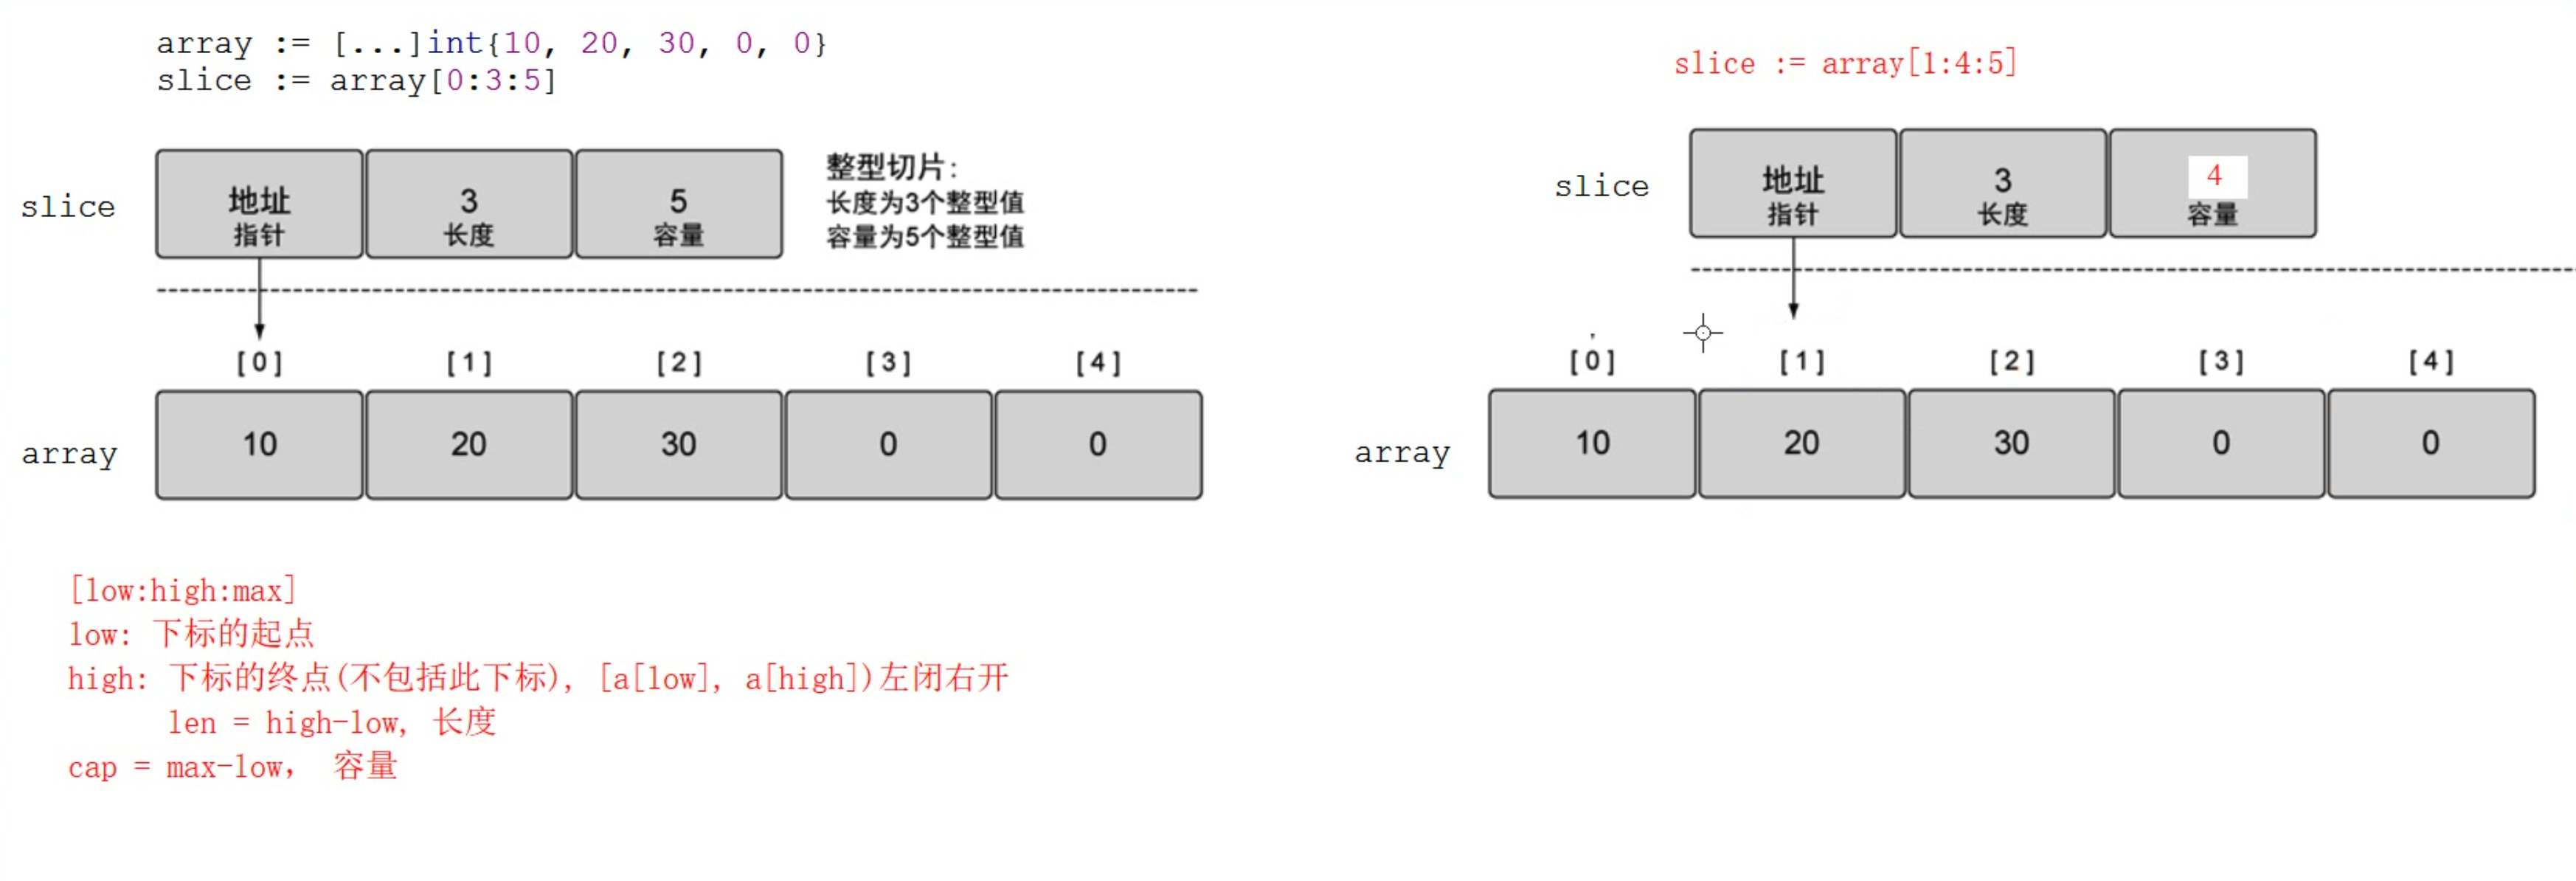 array := [...]int{10, 20, 30, 0, 0}
slice := array[0:3:5]
slice
地址
指针
3
长度
5
容量
整型切片:
长度为3个整型值
容量为5个整型值
[0] [1] [2] [3] [4]
array
10 20 30 0 0
[low:high:max]
low: 下标的起点
high: 下标的终点(不包括此下标), [a[low], a[high])左闭右开
len = high-low, 长度
cap = max-low， 容量
slice := array[1:4:5]
slice
地址
指针
3
长度
4
容量
[0] [1] [2] [3] [4]
array
10 20 30 0 0